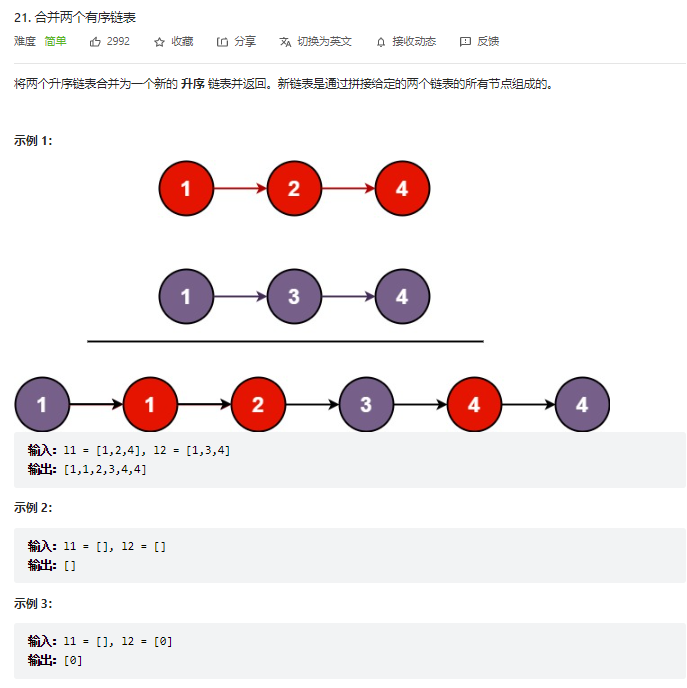 21. 合并两个有序链表
难度 简单 2992 收藏 分享 切换为英文 接收动态 反馈
将两个升序链表合并为一个新的 升序 链表并返回。新链表是通过拼接给定的两个链表的所有节点组成的。
示例 1：
1 2 4
1 3 4
1 1 2 3 4 4
输入：l1 = [1,2,4], l2 = [1,3,4]
输出：[1,1,2,3,4,4]
示例 2：
输入：l1 = [], l2 = []
输出：[]
示例 3：
输入：l1 = [], l2 = [0]
输出：[0]